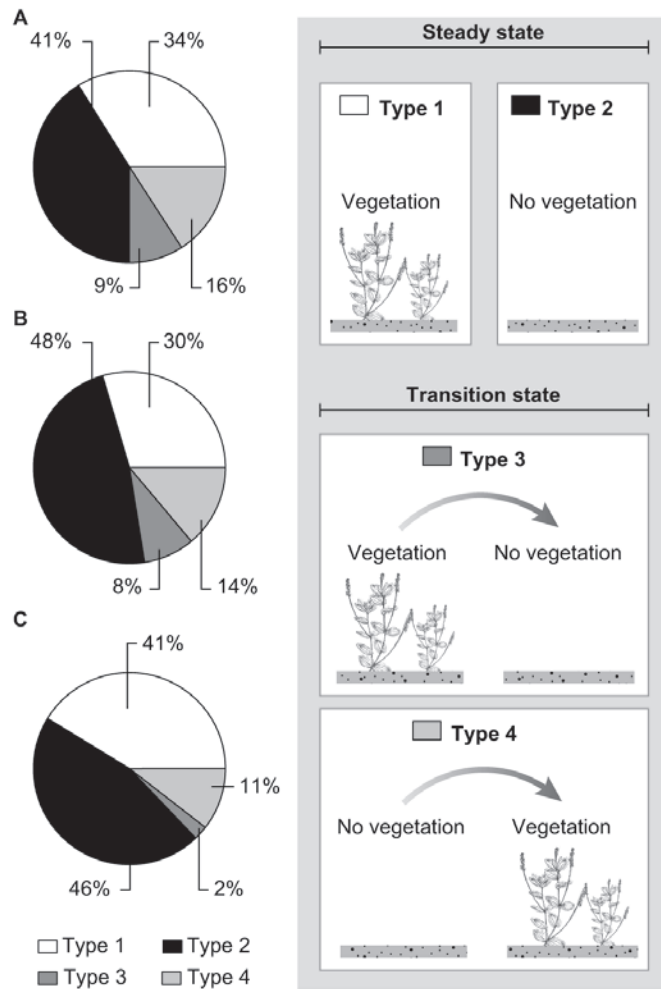 A
41%
34%
9%
16%
B
48%
30%
8%
14%
C
41%
11%
46%
2%
Type 1
Type 2
Type 3
Type 4
Steady state
Type 1
Type 2
Vegetation
No vegetation
Transition state
Type 3
Vegetation
No vegetation
Type 4
No vegetation
Vegetation